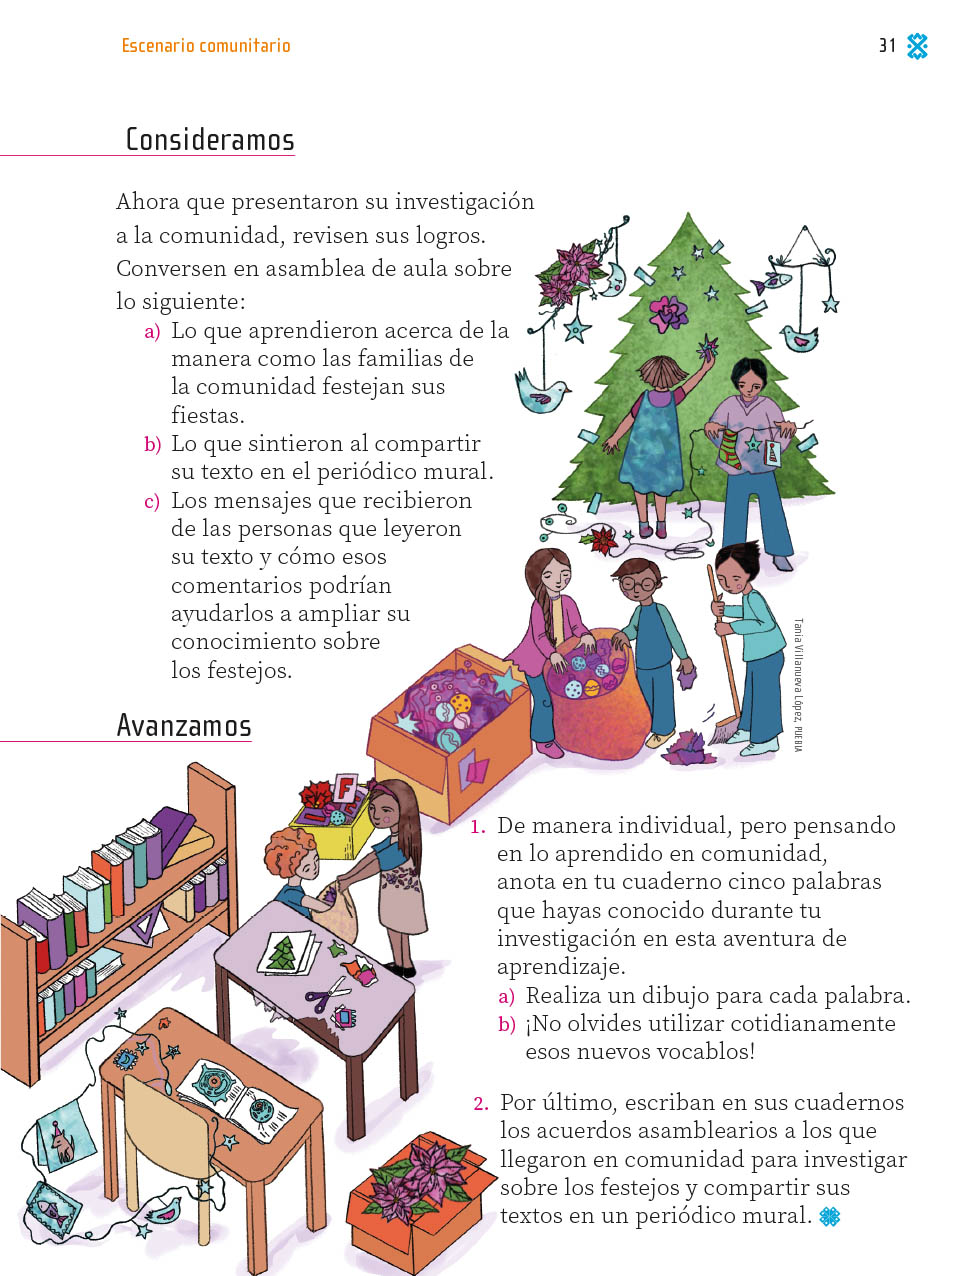 Escenario comunitario
31
Consideramos
Ahora que presentaron su investigación
a la comunidad, revisen sus logros.
Conversen en asamblea de aula sobre
lo siguiente:
a) Lo que aprendieron acerca de la
manera como las familias de
la comunidad festejan sus
fiestas.
b) Lo que sintieron al compartir
su texto en el periódico mural.
c) Los mensajes que recibieron
de las personas que leyeron
su texto y cómo esos
comentarios podrían
ayudarlos a ampliar su
conocimiento sobre
los festejos.
Tania Villanueva López, PUEBLA
Avanzamos
F
1. De manera individual, pero pensando
en lo aprendido en comunidad,
anota en tu cuaderno cinco palabras
que hayas conocido durante tu
investigación en esta aventura de
aprendizaje.
a) Realiza un dibujo para cada palabra.
b) ¡No olvides utilizar cotidianamente
esos nuevos vocablos!
2. Por último, escriban en sus cuadernos
los acuerdos asamblearios a los que
llegaron en comunidad para investigar
sobre los festejos y compartir sus
textos en un periódico mural.